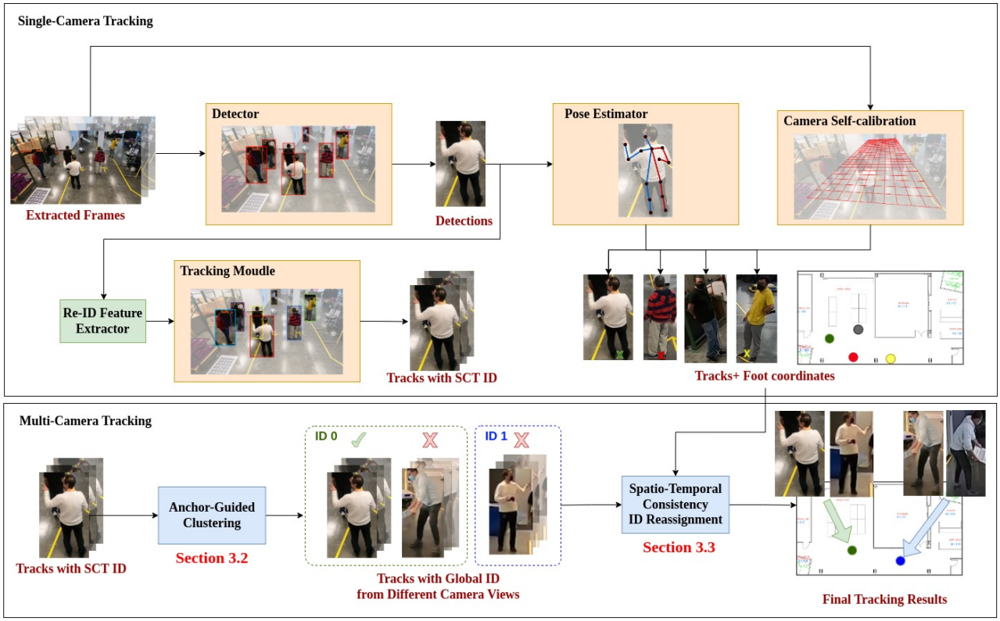 Single-Camera Tracking
Detector
Pose Estimator
Camera Self-calibration
Extracted Frames
Detections
Tracking Moudle
Re-ID Feature
Extractor
Tracks with SCT ID
Tracks+ Foot coordinates
Multi-Camera Tracking
ID 0
ID 1
Anchor-Guided
Clustering
Section 3.2
Tracks with SCT ID
Tracks with Global ID
from Different Camera Views
Spatio-Temporal
Consistency
ID Reassignment
Section 3.3
Final Tracking Results